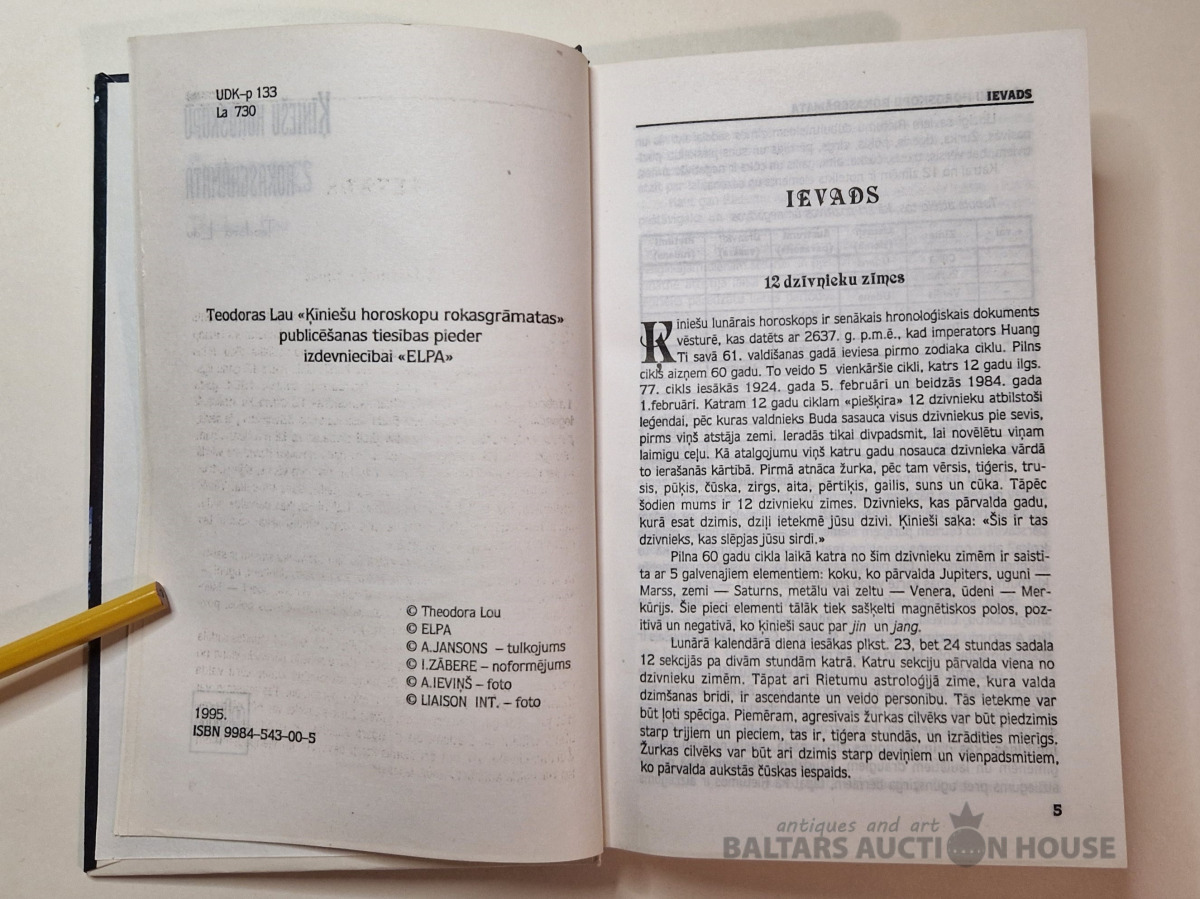 UDK–p 133
La 730
Teodoras Lau «Ķiniešu horoskopu rokasgrāmatas»
publicēšanas tiesības pieder
izdevniecībai «ELPA»
© Theodora Lou
© ELPA
© A.JANSONS – tulkojums
© I.ZĀBERE – noformējums
© A.IEVIŅŠ – foto
© LIAISON INT. – foto
1995.
ISBN 9984–543–00–5
IEVADS
IEVADS
12 dzīvnieku zīmes
Ķiniešu lunārais horoskops ir senākais hronoloģiskais dokuments
vēsturē, kas datēts ar 2637. g. p.m.ē., kad imperators Huang
Ti savā 61. valdīšanas gadā ieviesa pirmo zodiaka ciklu. Pilns
cikls aizņem 60 gadu. To veido 5 vienkāršie cikli, katrs 12 gadu ilgs.
77. cikls iesākās 1924. gada 5. februārī un beidzās 1984. gada
1.februārī. Katram 12 gadu ciklam «piešķira» 12 dzīvnieku atbilstoši
leģendai, pēc kuras valdnieks Buda sasauca visus dzīvniekus pie sevis,
pirms viņš atstāja zemi. Ieradās tikai divpadsmit, lai novēlētu viņam
laimīgu ceļu. Kā atalgojumu viņš katru gadu nosauca dzīvnieka vārdā
to ierašanās kārtībā. Pirmā atnāca žurka, pēc tam vērsis, tīģeris, tru-
sis, pūķis, čūska, zirgs, aita, pērtiķis, gailis, suns un cūka. Tāpēc
šodien mums ir 12 dzīvnieku zīmes. Dzīvnieks, kas pārvalda gadu,
kurā esat dzimis, dziļi ietekmē jūsu dzīvi. Ķīnieši saka: «Šis ir tas
dzīvnieks, kas slēpjas jūsu sirdī.»
Pilna 60 gadu cikla laikā katra no šīm dzīvnieku zīmēm ir saistī-
ta ar 5 galvenajiem elementiem: koku, ko pārvalda Jupiters, uguni —
Marss, zemi — Saturns, metālu vai zeltu — Venera, ūdeni — Mer-
kūrijs. Šie pieci elementi tālāk tiek sašķelti magnētiskos polos, poz-
itīvā un negatīvā, ko ķīnieši sauc par jin un jang.
Lunārā kalendārā diena iesākas plkst. 23, bet 24 stundas sadala
12 sekcijās pa divām stundām katrā. Katru sekciju pārvalda viena no
dzīvnieku zīmēm. Tāpat arī Rietumu astroloģijā zīme, kura valda
dzimšanas brīdī, ir ascendante un veido personību. Tās ietekme var
būt ļoti spēcīga. Piemēram, agresīvais žurkas cilvēks var būt piedzimis
starp trijiem un pieciem, tas ir, tīģera stundās, un izrādīties mierīgs.
Žurkas cilvēks var būt arī dzimis starp deviņiem un vienpadsmitiem,
ko pārvalda aukstās čūskas iespaids.
5
antiques and art
BALTARS AUCTION HOUSE